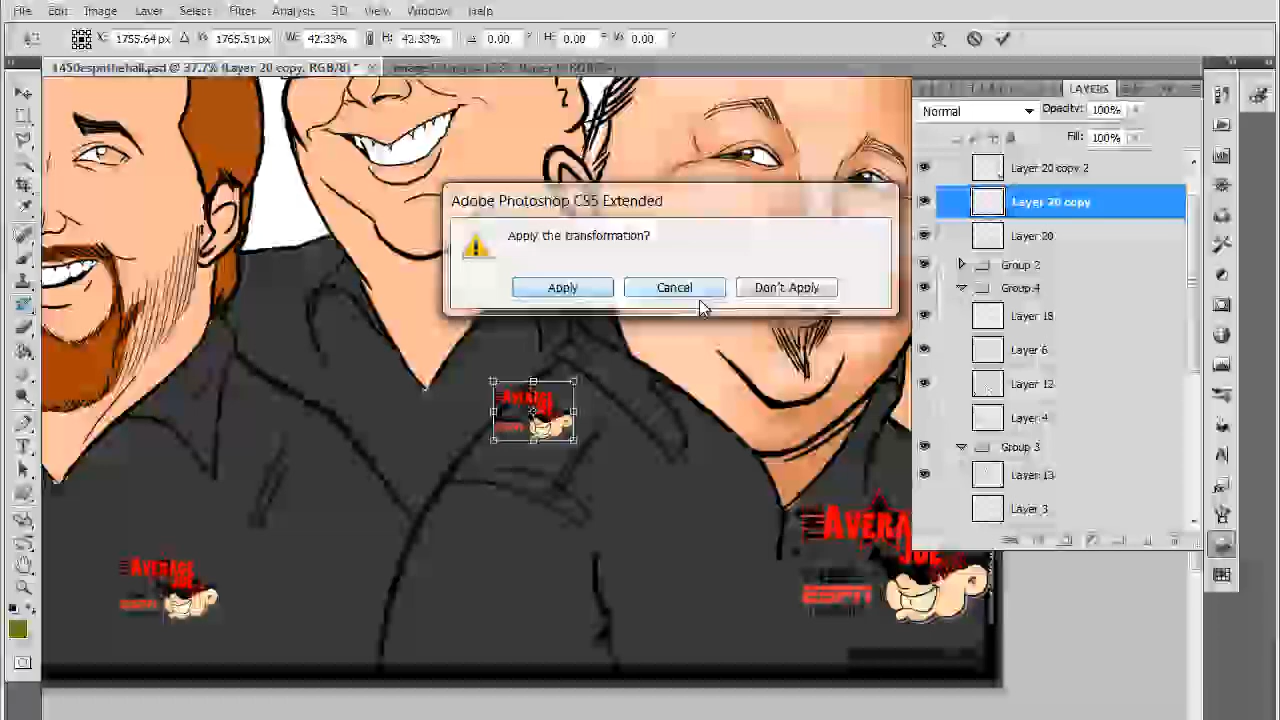 File Edit Image Layer Select Filter Analysis 3D View Window Help
X: 1755.64 px Y: 1765.51 px W: 42.33% H: 42.33% 0.00 ° H: 0.00 ° V: 0.00 °
1450espnthehall.psd @ 37.7% (Layer 20 copy, RGB/8) * ×
LAYERS
Normal Opacity: 100%
Fill: 100%
Layer 20 copy 2
Layer 20 copy
Layer 20
Group 2
Group 4
Layer 18
Layer 6
Layer 12
Layer 4
Group 3
Layer 13
Layer 3
Adobe Photoshop CS5 Extended
Apply the transformation?
Apply Cancel Don't Apply
AVERAGE
JOE
AVERAGE
JOE
ESPN